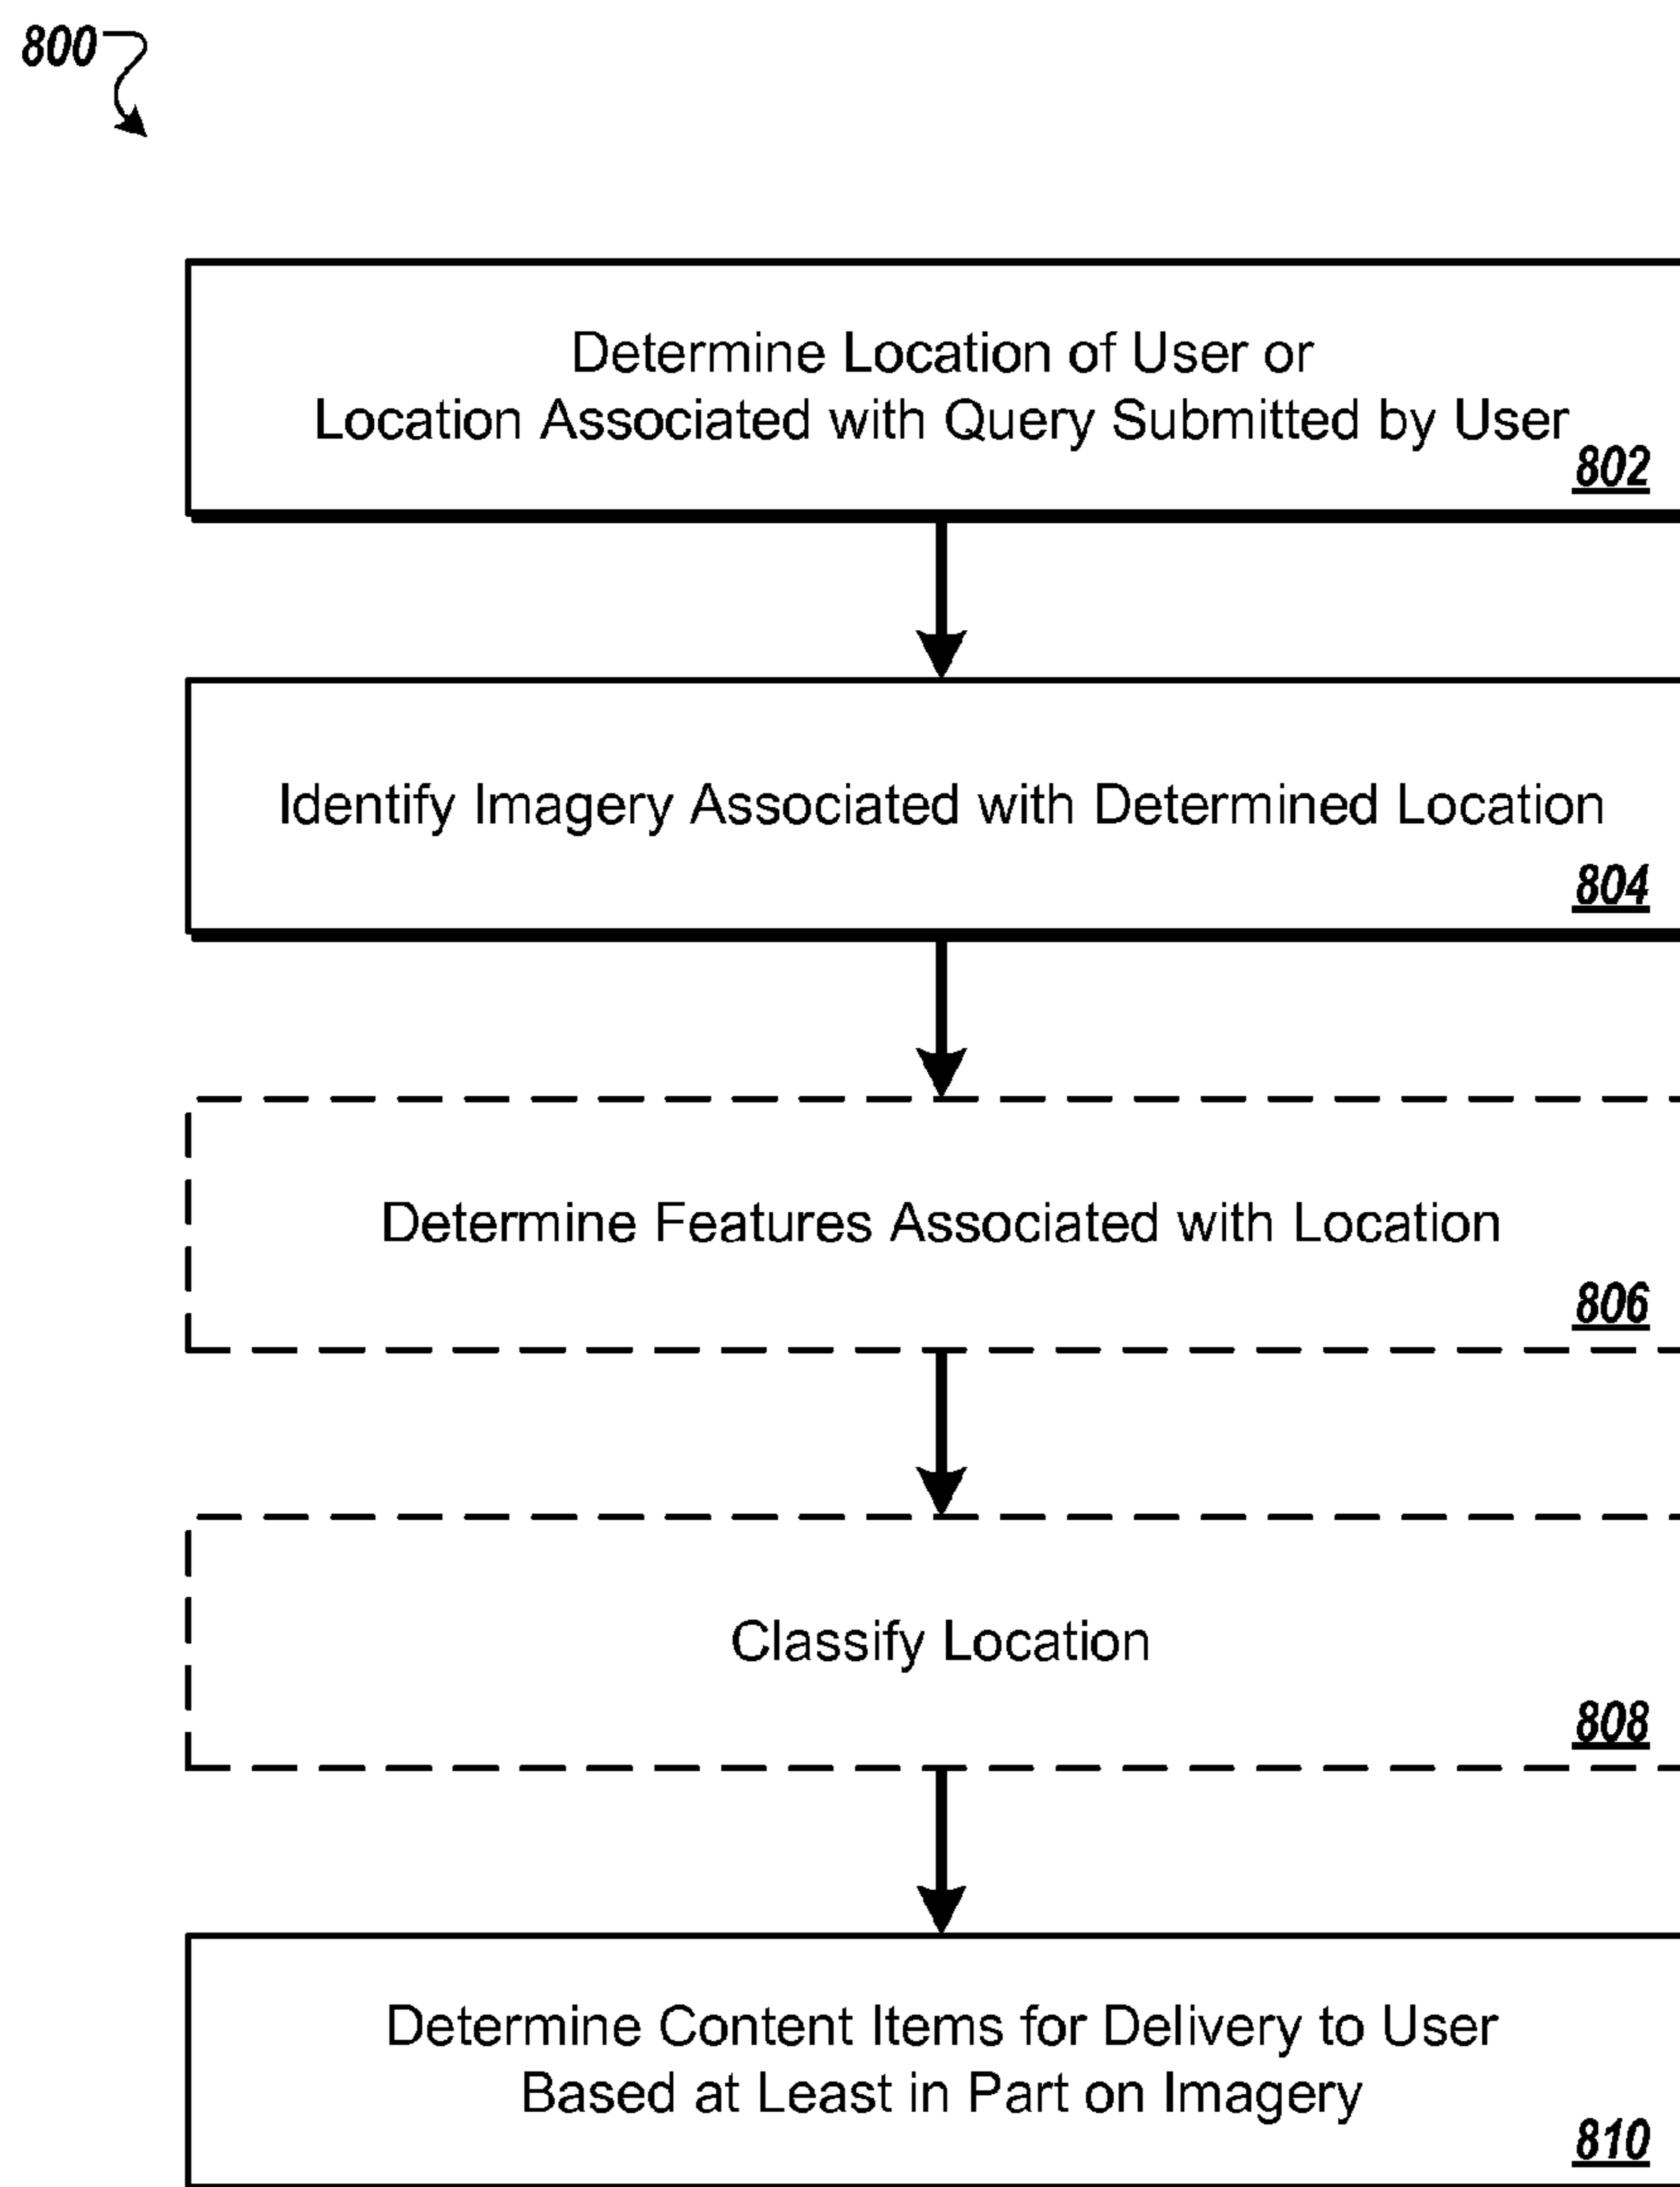 800
Determine Location of User or
Location Associated with Query Submitted by User
802
Identify Imagery Associated with Determined Location
804
Determine Features Associated with Location
806
Classify Location
808
Determine Content Items for Delivery to User
Based at Least in Part on Imagery
810